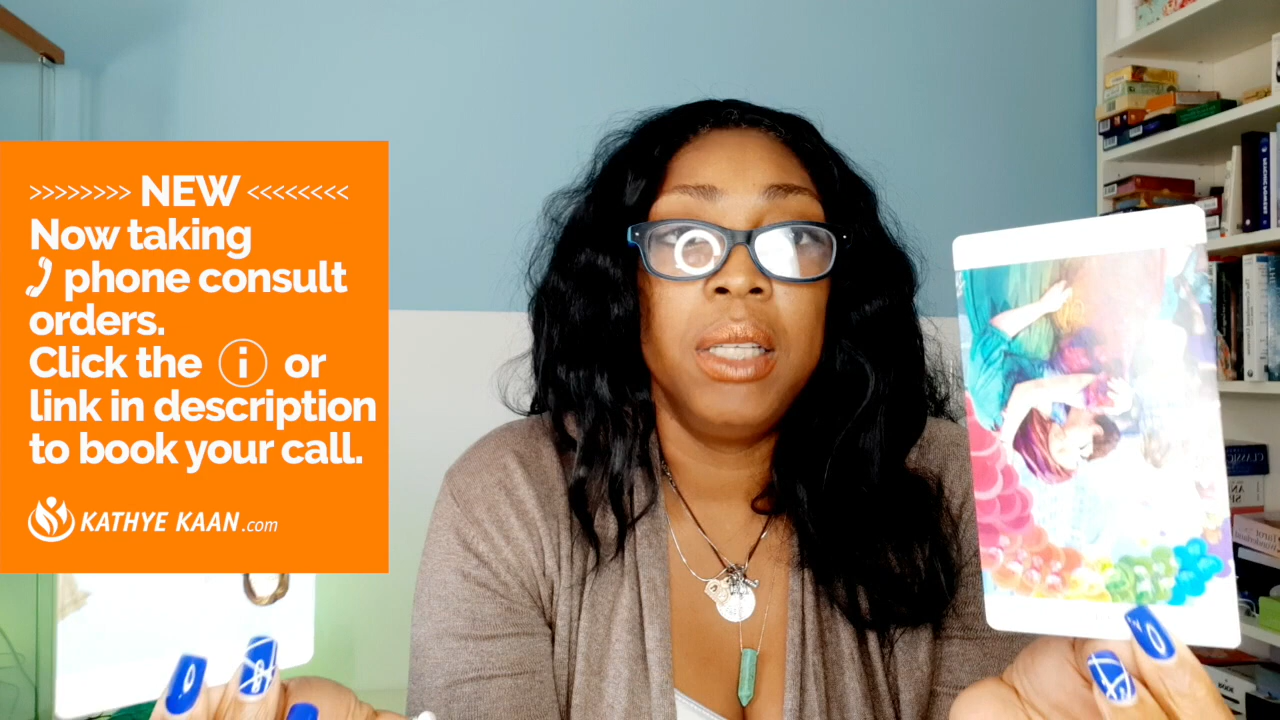 >>>>>>>> NEW <<<<<<<<
Now taking
phone consult
orders.
Click the i or
link in description
to book your call.
KATHYE KAAN.com